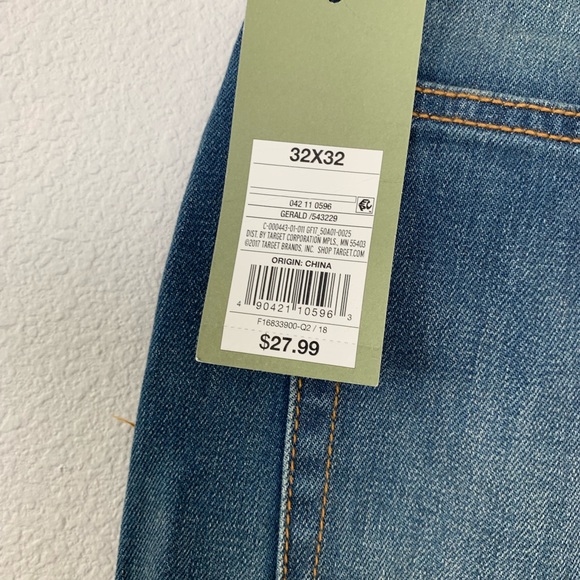 32X32
042 11 0596
GERALD /543229
C-000443-01-011 GF17_50A01-0025
DIST. BY TARGET CORPORATION MPLS., MN 55403
©2017 TARGET BRANDS, INC. SHOP TARGET.COM
ORIGIN: CHINA
4 90421 10596 3
F16833900-Q2 / 18
$27.99